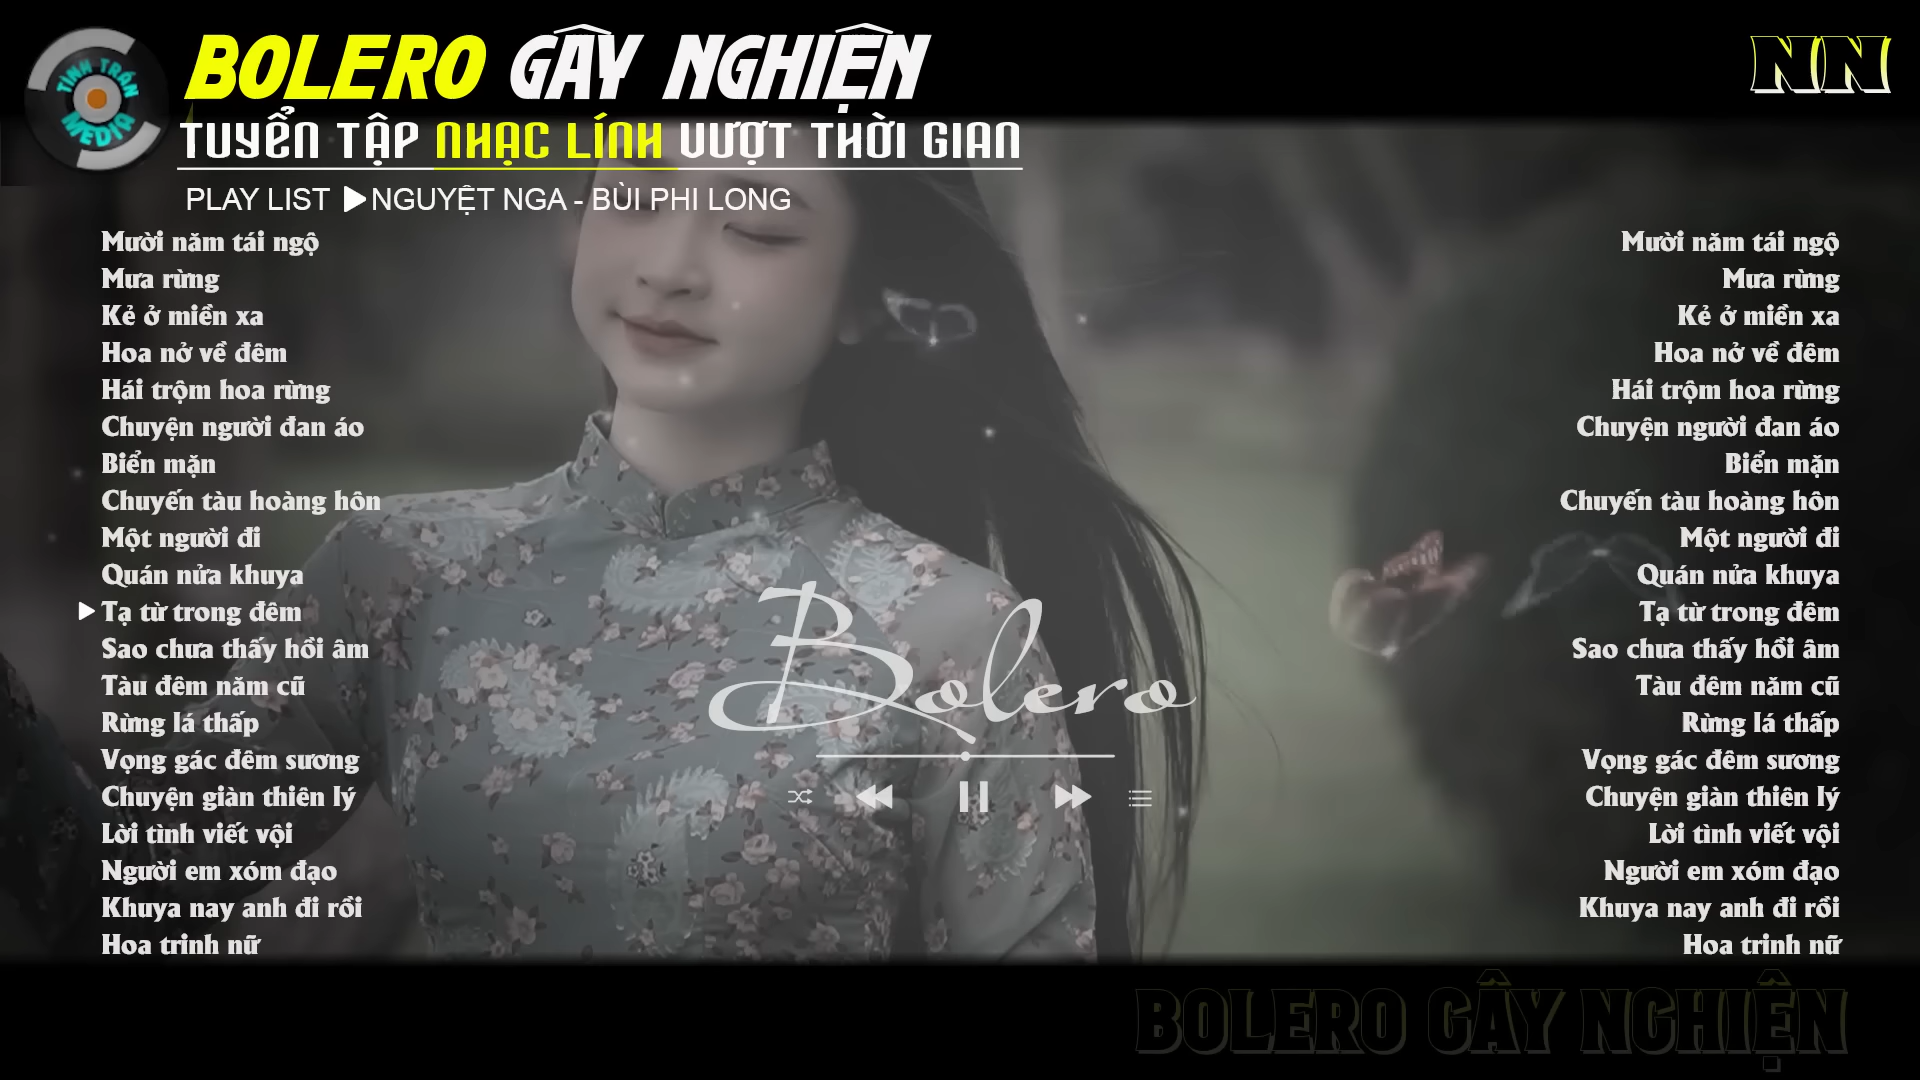 TÌNH TRẦN
MEDIA
BOLERO GÂY NGHIỆN
TUYỂN TẬP NHẠC LÍNH VƯỢT THỜI GIAN
PLAY LIST ▶NGUYỆT NGA - BÙI PHI LONG
NN
Mười năm tái ngộ
Mưa rừng
Kẻ ở miền xa
Hoa nở về đêm
Hái trộm hoa rừng
Chuyện người đan áo
Biển mặn
Chuyến tàu hoàng hôn
Một người đi
Quán nửa khuya
Tạ từ trong đêm
Sao chưa thấy hồi âm
Tàu đêm năm cũ
Rừng lá thấp
Vọng gác đêm sương
Chuyện giàn thiên lý
Lời tình viết vội
Người em xóm đạo
Khuya nay anh đi rồi
Hoa trinh nữ
Bolero
Mười năm tái ngộ
Mưa rừng
Kẻ ở miền xa
Hoa nở về đêm
Hái trộm hoa rừng
Chuyện người đan áo
Biển mặn
Chuyến tàu hoàng hôn
Một người đi
Quán nửa khuya
Tạ từ trong đêm
Sao chưa thấy hồi âm
Tàu đêm năm cũ
Rừng lá thấp
Vọng gác đêm sương
Chuyện giàn thiên lý
Lời tình viết vội
Người em xóm đạo
Khuya nay anh đi rồi
Hoa trinh nữ
BOLERO GÂY NGHIỆN